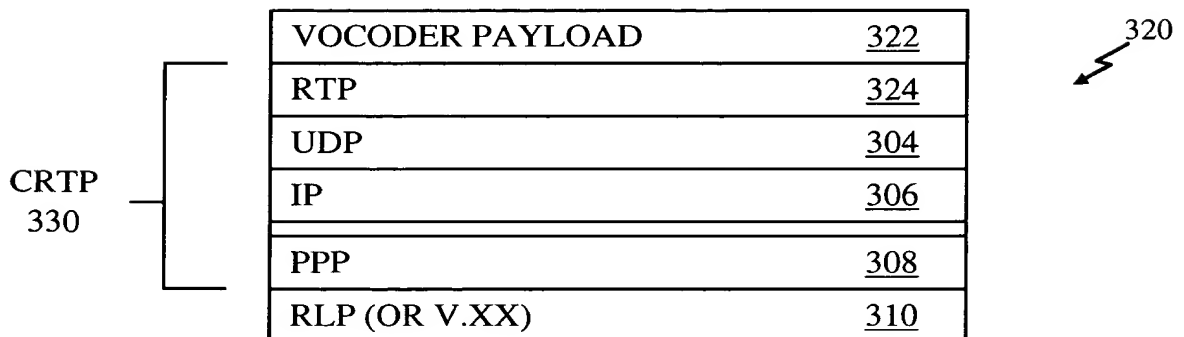 VOCODER PAYLOAD 322
320
RTP 324
UDP 304
CRTP
330
IP 306
PPP 308
RLP (OR V.XX) 310